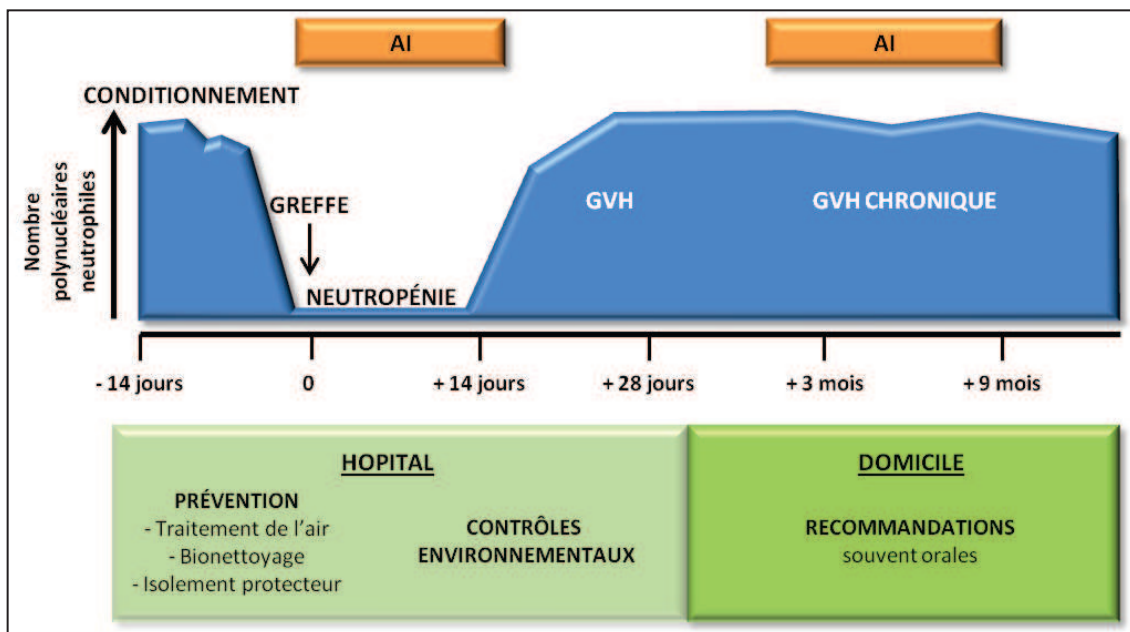 AI
AI
CONDITIONNEMENT
Nombre
polynucléaires
neutrophiles
GREFFE
NEUTROPÉNIE
GVH
GVH CHRONIQUE
- 14 jours
0
+ 14 jours
+ 28 jours
+ 3 mois
+ 9 mois
HOPITAL
PRÉVENTION
- Traitement de l'air
- Bionettoyage
- Isolement protecteur
CONTRÔLES
ENVIRONNEMENTAUX
DOMICILE
RECOMMANDATIONS
souvent orales